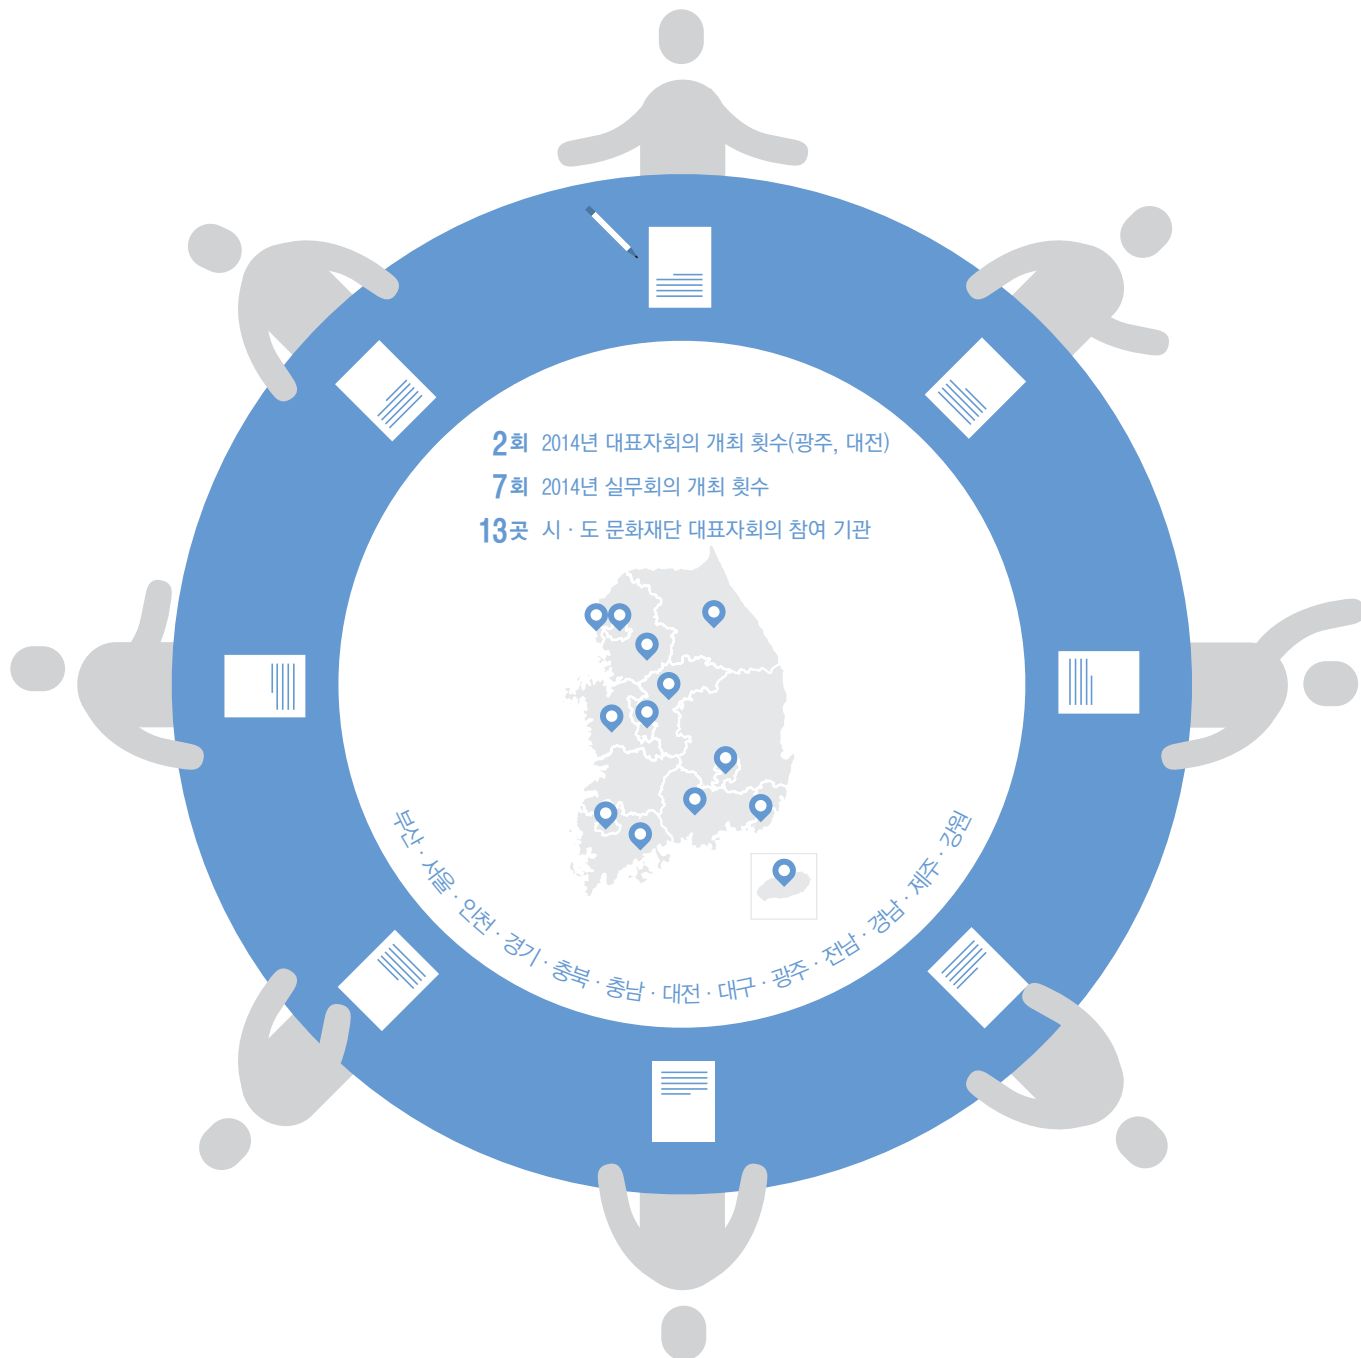 2회 2014년 대표자회의 개최 횟수(광주, 대전)
7회 2014년 실무회의 개최 횟수
13곳 시 · 도 문화재단 대표자회의 참여 기관
부산 · 서울 · 인천 · 경기 · 충북 · 충남 · 대전 · 대구 · 광주 · 전남 · 경남 · 제주 · 강원